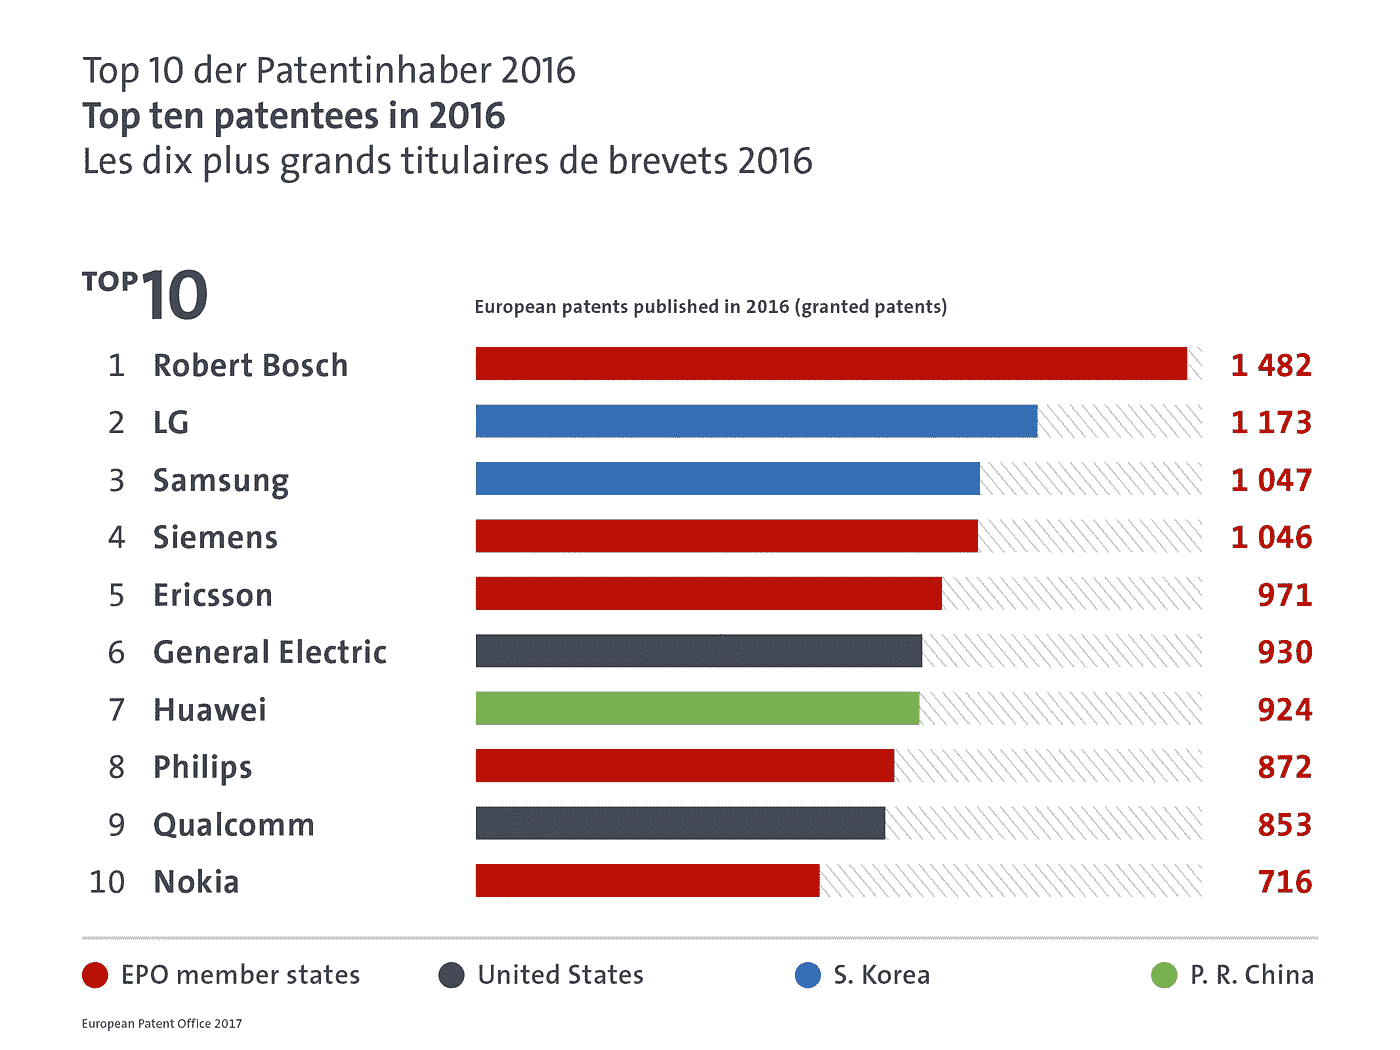 Top 10 der Patentinhaber 2016
Top ten patentees in 2016
Les dix plus grands titulaires de brevets 2016
TOP 10
European patents published in 2016 (granted patents)
1 Robert Bosch 1 482
2 LG 1 173
3 Samsung 1 047
4 Siemens 1 046
5 Ericsson 971
6 General Electric 930
7 Huawei 924
8 Philips 872
9 Qualcomm 853
10 Nokia 716
EPO member states United States S. Korea P. R. China
European Patent Office 2017